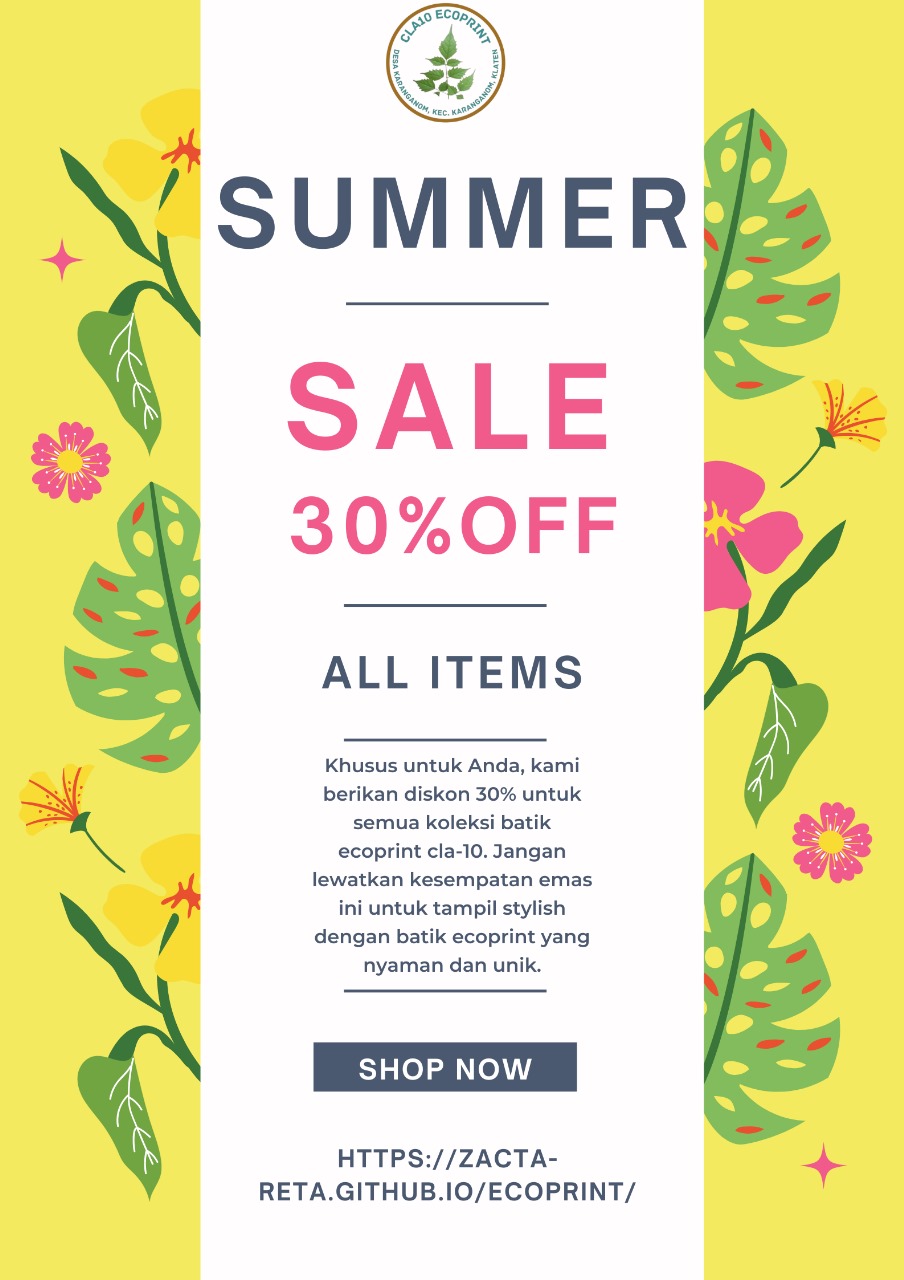 CLA10 ECOPRINT
DESA KARANGANOM, KEC. KARANGANOM, KLATEN
SUMMER
SALE
30%OFF
ALL ITEMS
Khusus untuk Anda, kami
berikan diskon 30% untuk
semua koleksi batik
ecoprint cla-10. Jangan
lewatkan kesempatan emas
ini untuk tampil stylish
dengan batik ecoprint yang
nyaman dan unik.
SHOP NOW
HTTPS://ZACTA-
RETA.GITHUB.IO/ECOPRINT/